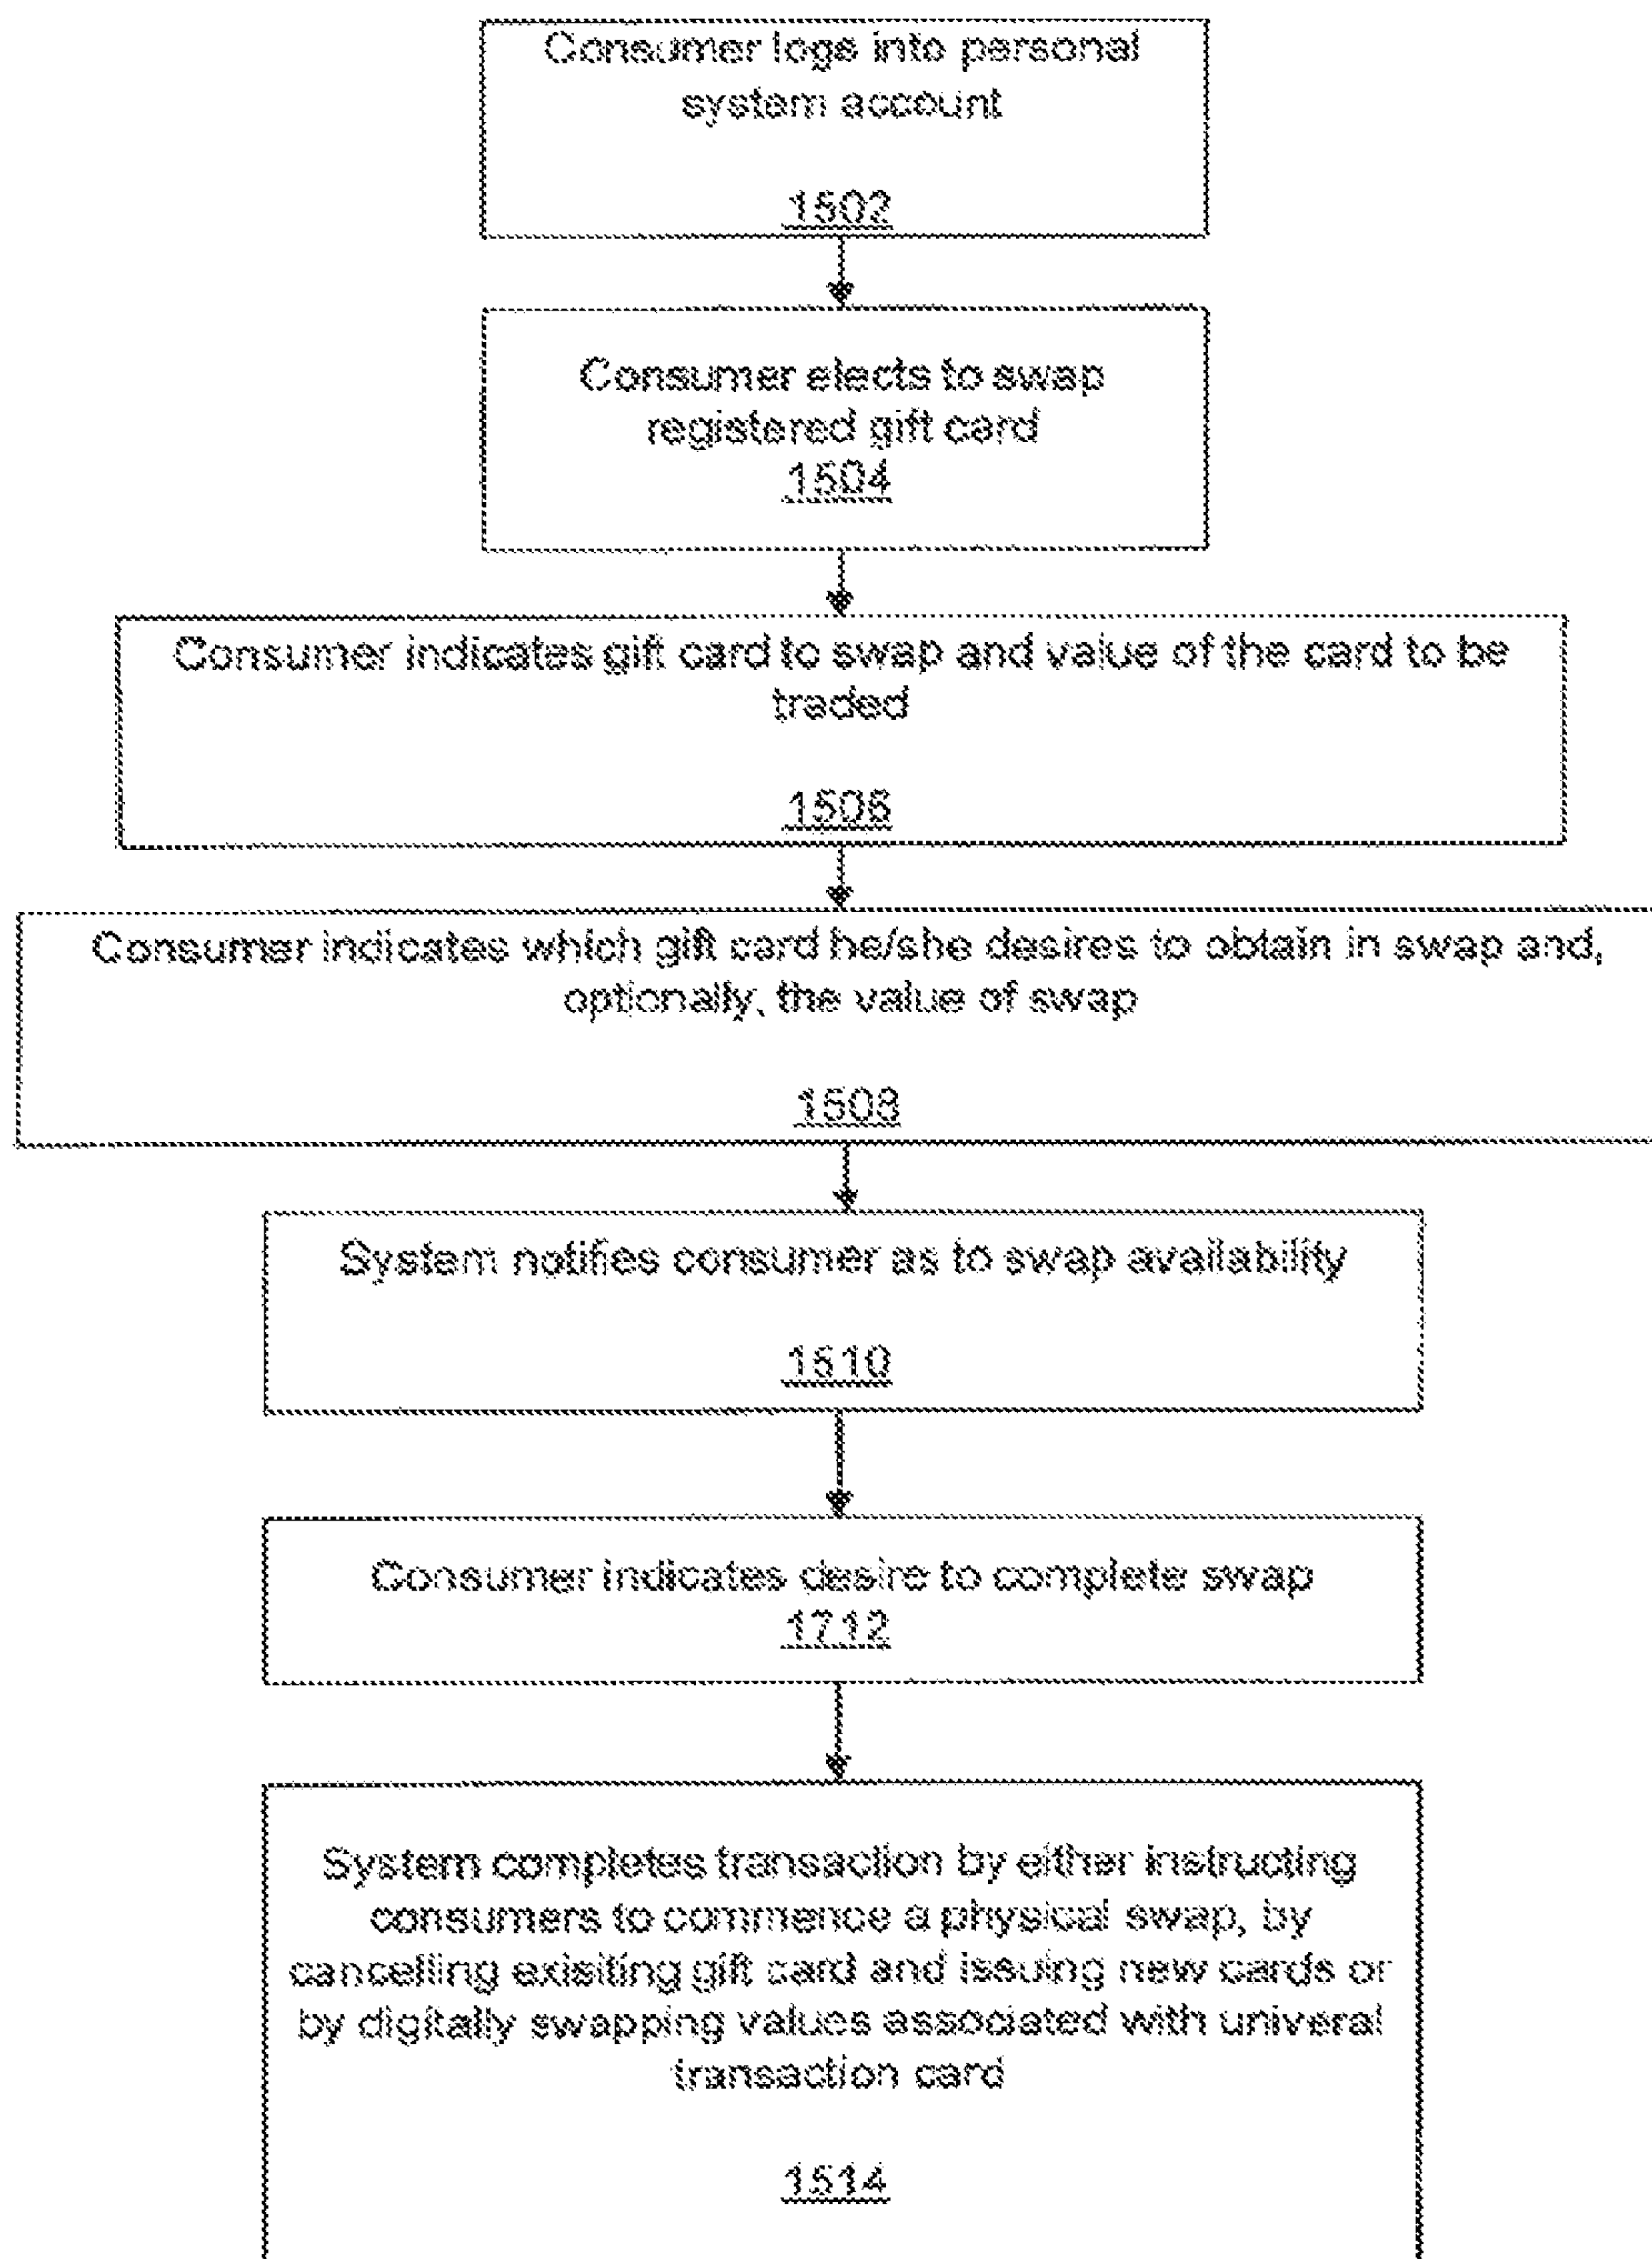 Consumer logs into personal
system account
1502
Consumer elects to swap
registered gift card
1504
Consumer indicates gift card to swap and value of the card to be
traded
1506
Consumer indicates which gift card he/she desires to obtain in swap and,
optionally, the value of swap
1508
System notifies consumer as to swap availability
1510
Consumer indicates desire to complete swap
1712
System completes transaction by either instructing
consumers to commence a physical swap, by
cancelling exisiting gift card and issuing new cards or
by digitally swapping values associated with univeral
transaction card
1514